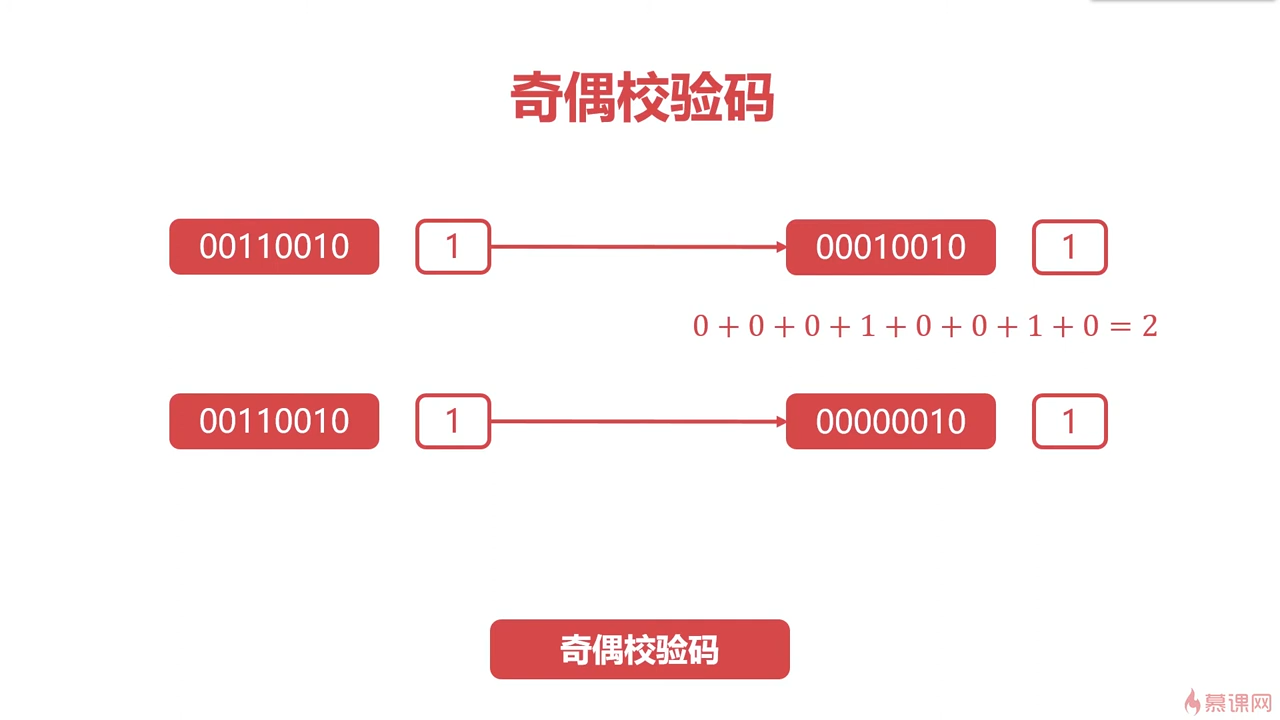 奇偶校验码
00110010 1 00010010 1
0 + 0 + 0 + 1 + 0 + 0 + 1 + 0 = 2
00110010 1 00000010 1
奇偶校验码
慕课网